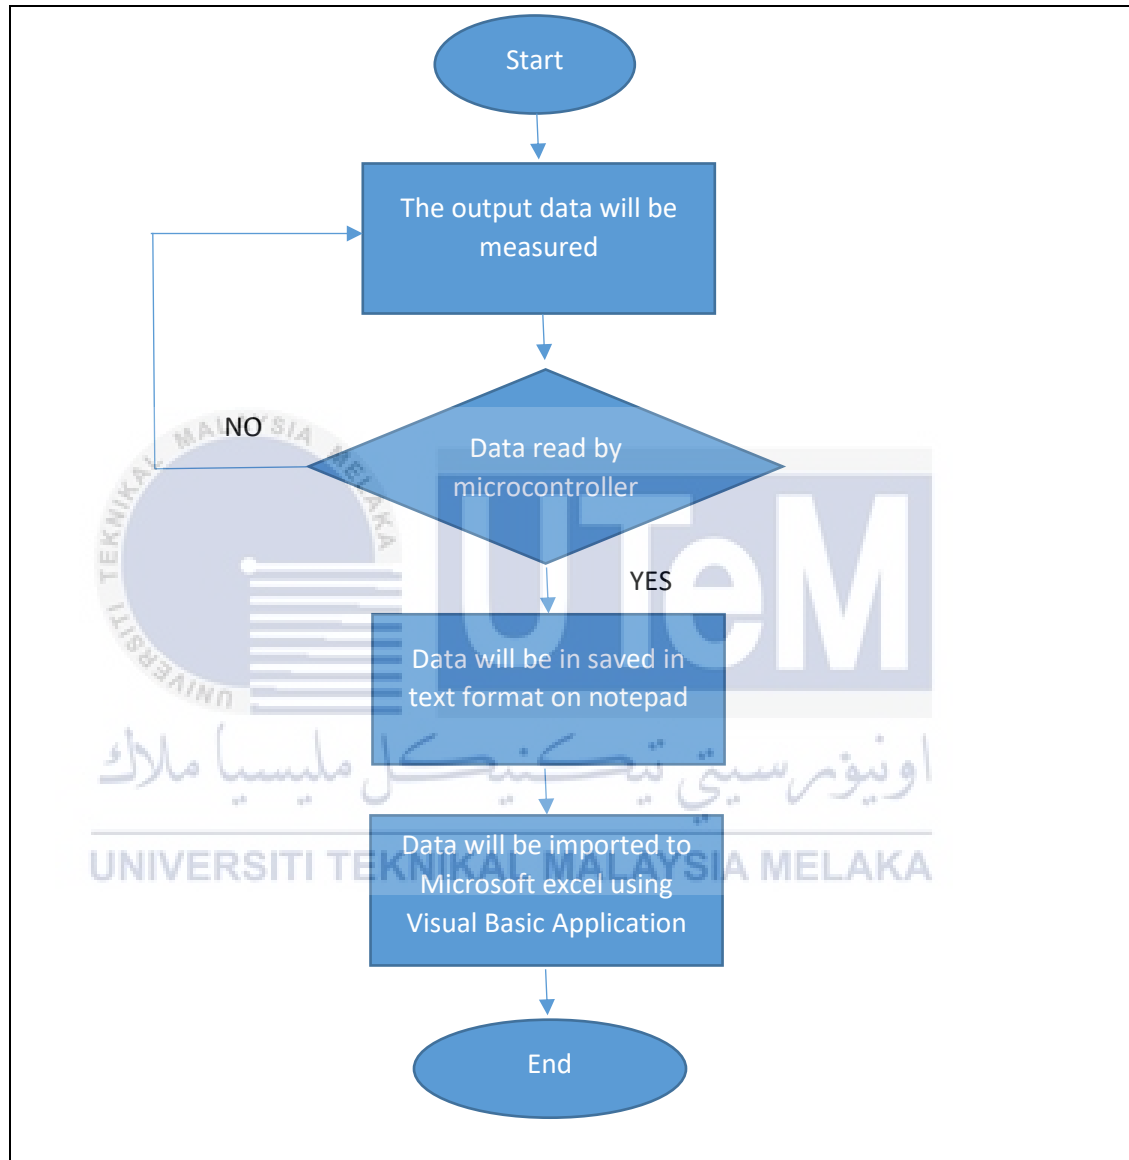 Start
The output data will be
measured
NO
Data read by
microcontroller
YES
Data will be in saved in
text format on notepad
Data will be imported to
Microsoft excel using
Visual Basic Application
End
UNIVERSITI TEKNIKAL MALAYSIA MELAKA
UTeM
اونيۏرسيتي تيكنيكل مليسيا ملاك
UNIVERSITI TEKNIKAL MALAYSIA MELAKA